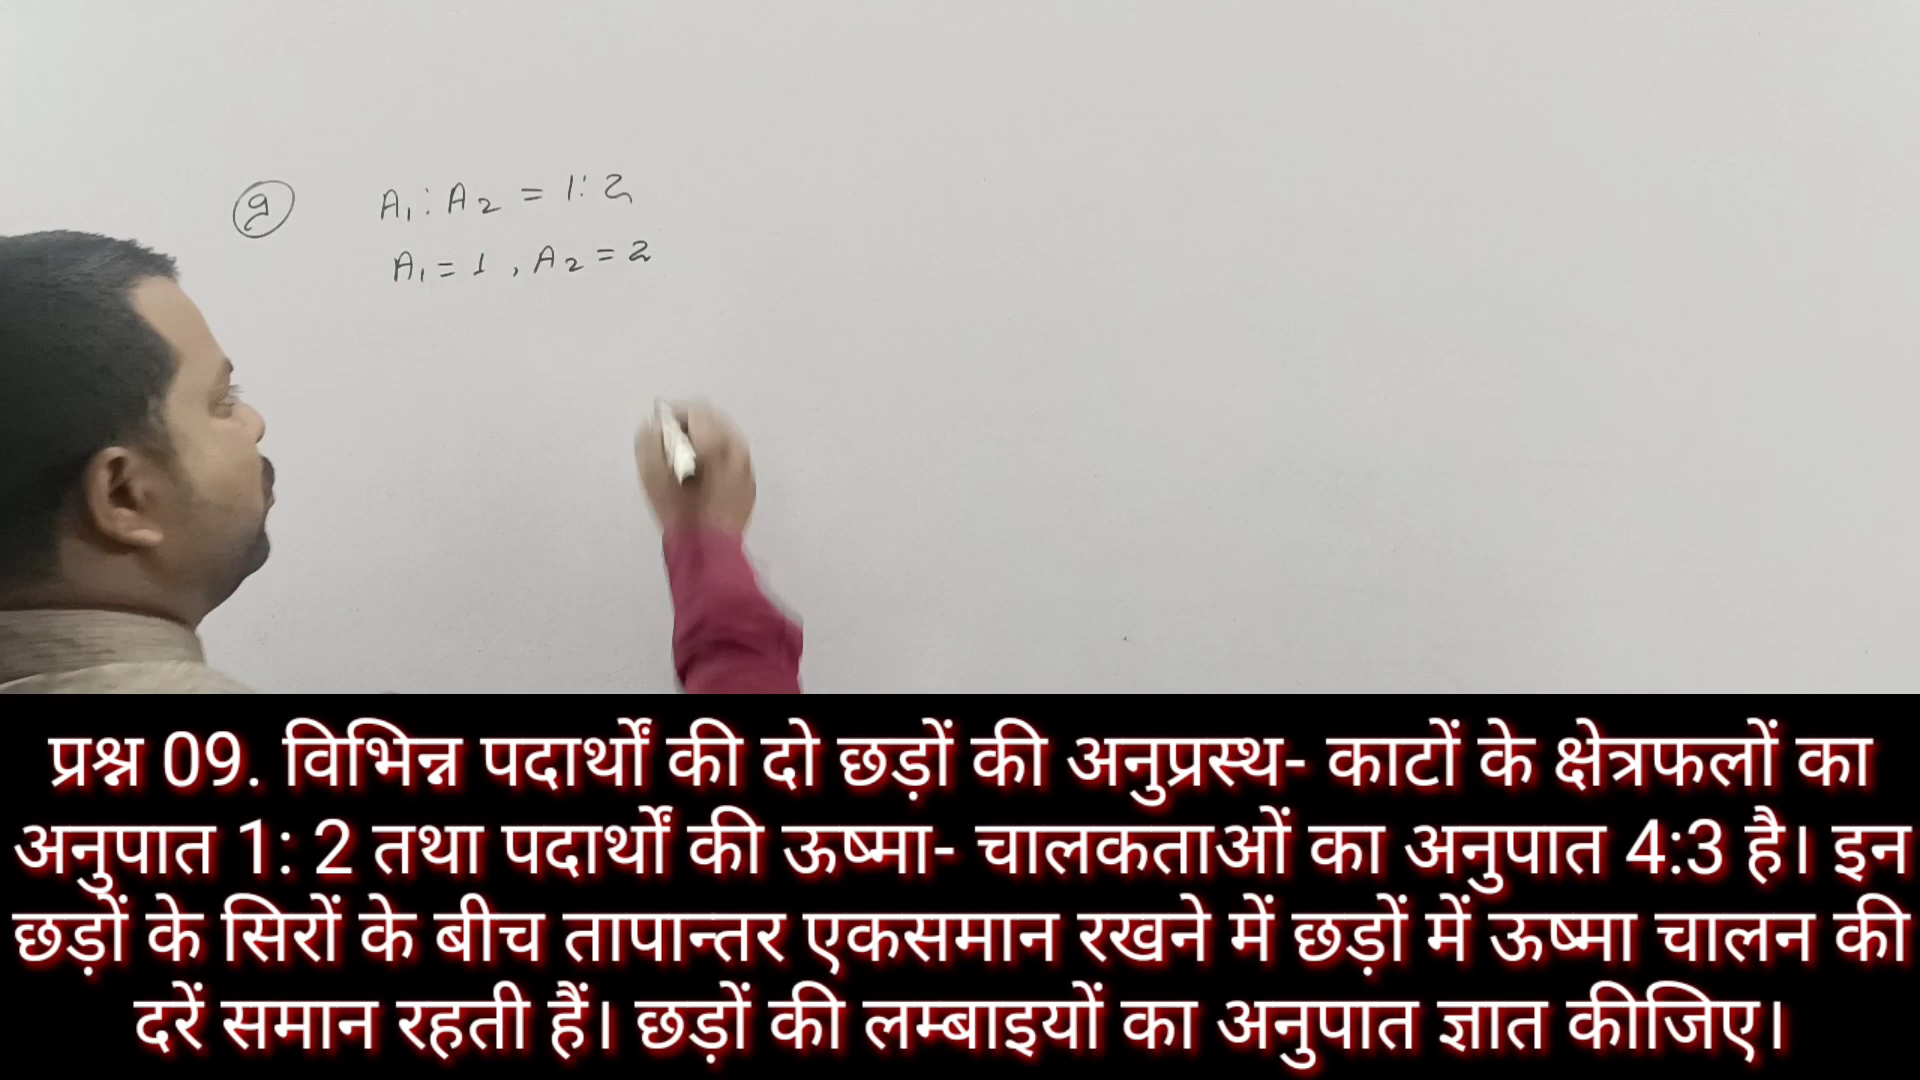 9 A₁ : A₂ = 1 : 2
A₁ = 1 , A₂ = 2
प्रश्न 09. विभिन्न पदार्थों की दो छड़ों की अनुप्रस्थ- काटों के क्षेत्रफलों का
अनुपात 1: 2 तथा पदार्थों की ऊष्मा- चालकताओं का अनुपात 4:3 है। इन
छड़ों के सिरों के बीच तापान्तर एकसमान रखने में छड़ों में ऊष्मा चालन की
दरें समान रहती हैं। छड़ों की लम्बाइयों का अनुपात ज्ञात कीजिए।